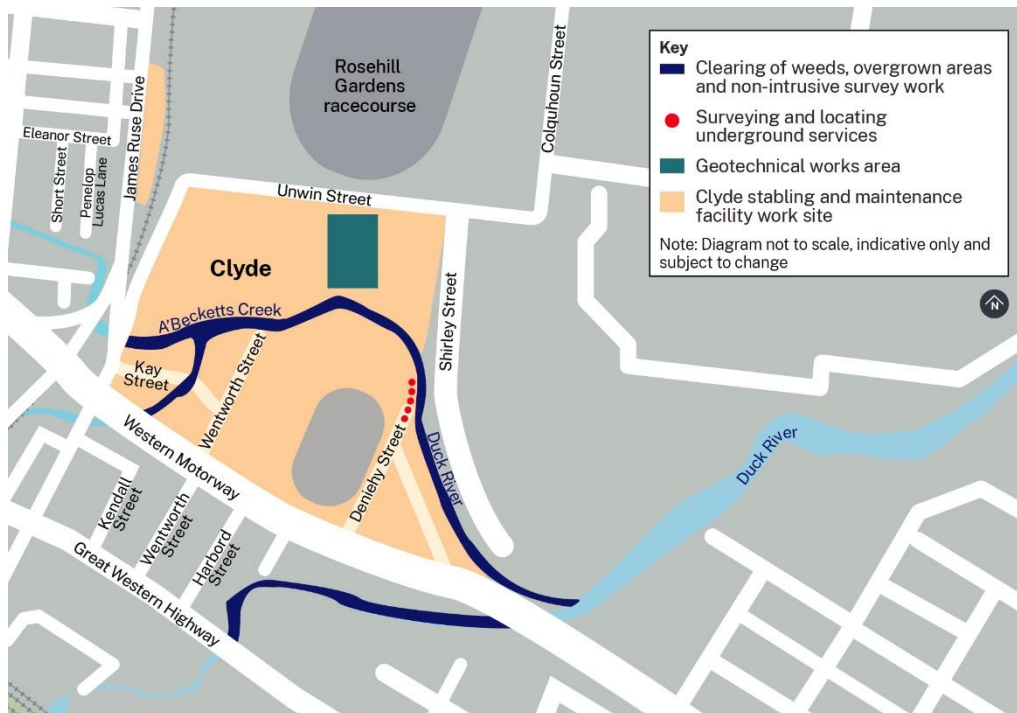 Rosehill
Gardens
racecourse
Colquhoun Street
Key
Clearing of weeds, overgrown areas
and non-intrusive survey work
Surveying and locating
underground services
Geotechnical works area
Clyde stabling and maintenance
facility work site
Note: Diagram not to scale, indicative only and
subject to change
N
Eleanor Street
Short Street
Penelop
Lucas Lane
James Ruse Drive
Unwin Street
Clyde
A'Becketts Creek
Shirley Street
Kay
Street
Wentworth Street
Western Motorway
Deniehy Street
Duck River
Duck River
Kendall
Street
Wentworth
Street
Harbord
Street
Great Western Highway